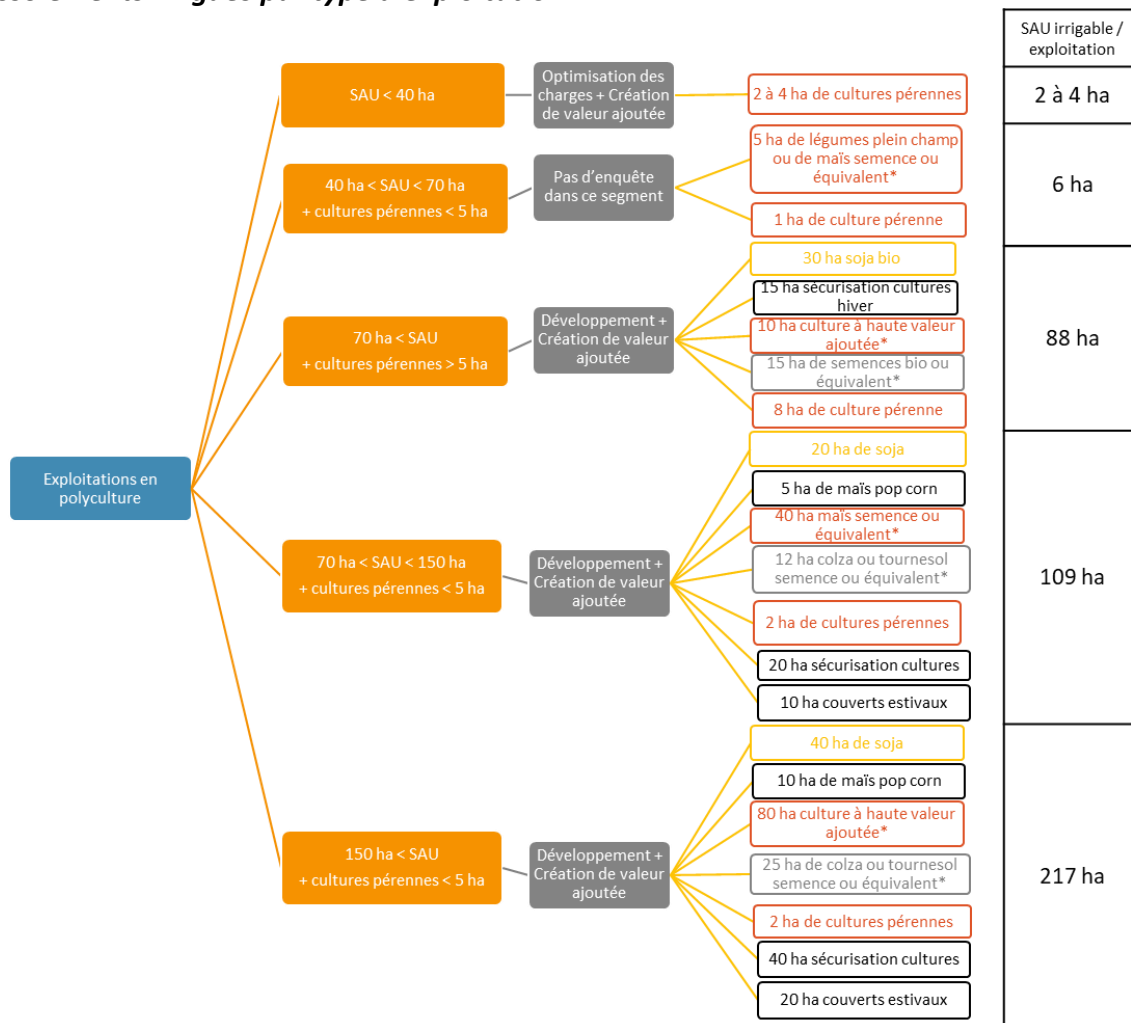 SAU irrigable /
exploitation
SAU < 40 ha
Optimisation des
charges + Création
de valeur ajoutée
2 à 4 ha de cultures pérennes
2 à 4 ha
40 ha < SAU < 70 ha
+ cultures pérennes < 5 ha
Pas d'enquête
dans ce segment
5 ha de légumes plein champ
ou de maïs semence ou
équivalent*
1 ha de culture pérenne
6 ha
70 ha < SAU
+ cultures pérennes > 5 ha
Développement +
Création de valeur
ajoutée
30 ha soja bio
15 ha sécurisation cultures
hiver
10 ha culture à haute valeur
ajoutée*
15 ha de semences bio ou
équivalent*
8 ha de culture pérenne
88 ha
Exploitations en
polyculture
70 ha < SAU < 150 ha
+ cultures pérennes < 5 ha
Développement +
Création de valeur
ajoutée
20 ha de soja
5 ha de maïs pop corn
40 ha maïs semence ou
équivalent*
12 ha colza ou tournesol
semence ou équivalent*
2 ha de cultures pérennes
20 ha sécurisation cultures
10 ha couverts estivaux
109 ha
150 ha < SAU
+ cultures pérennes < 5 ha
Développement +
Création de valeur
ajoutée
40 ha de soja
10 ha de maïs pop corn
80 ha culture à haute valeur
ajoutée*
25 ha de colza ou tournesol
semence ou équivalent*
2 ha de cultures pérennes
40 ha sécurisation cultures
20 ha couverts estivaux
217 ha